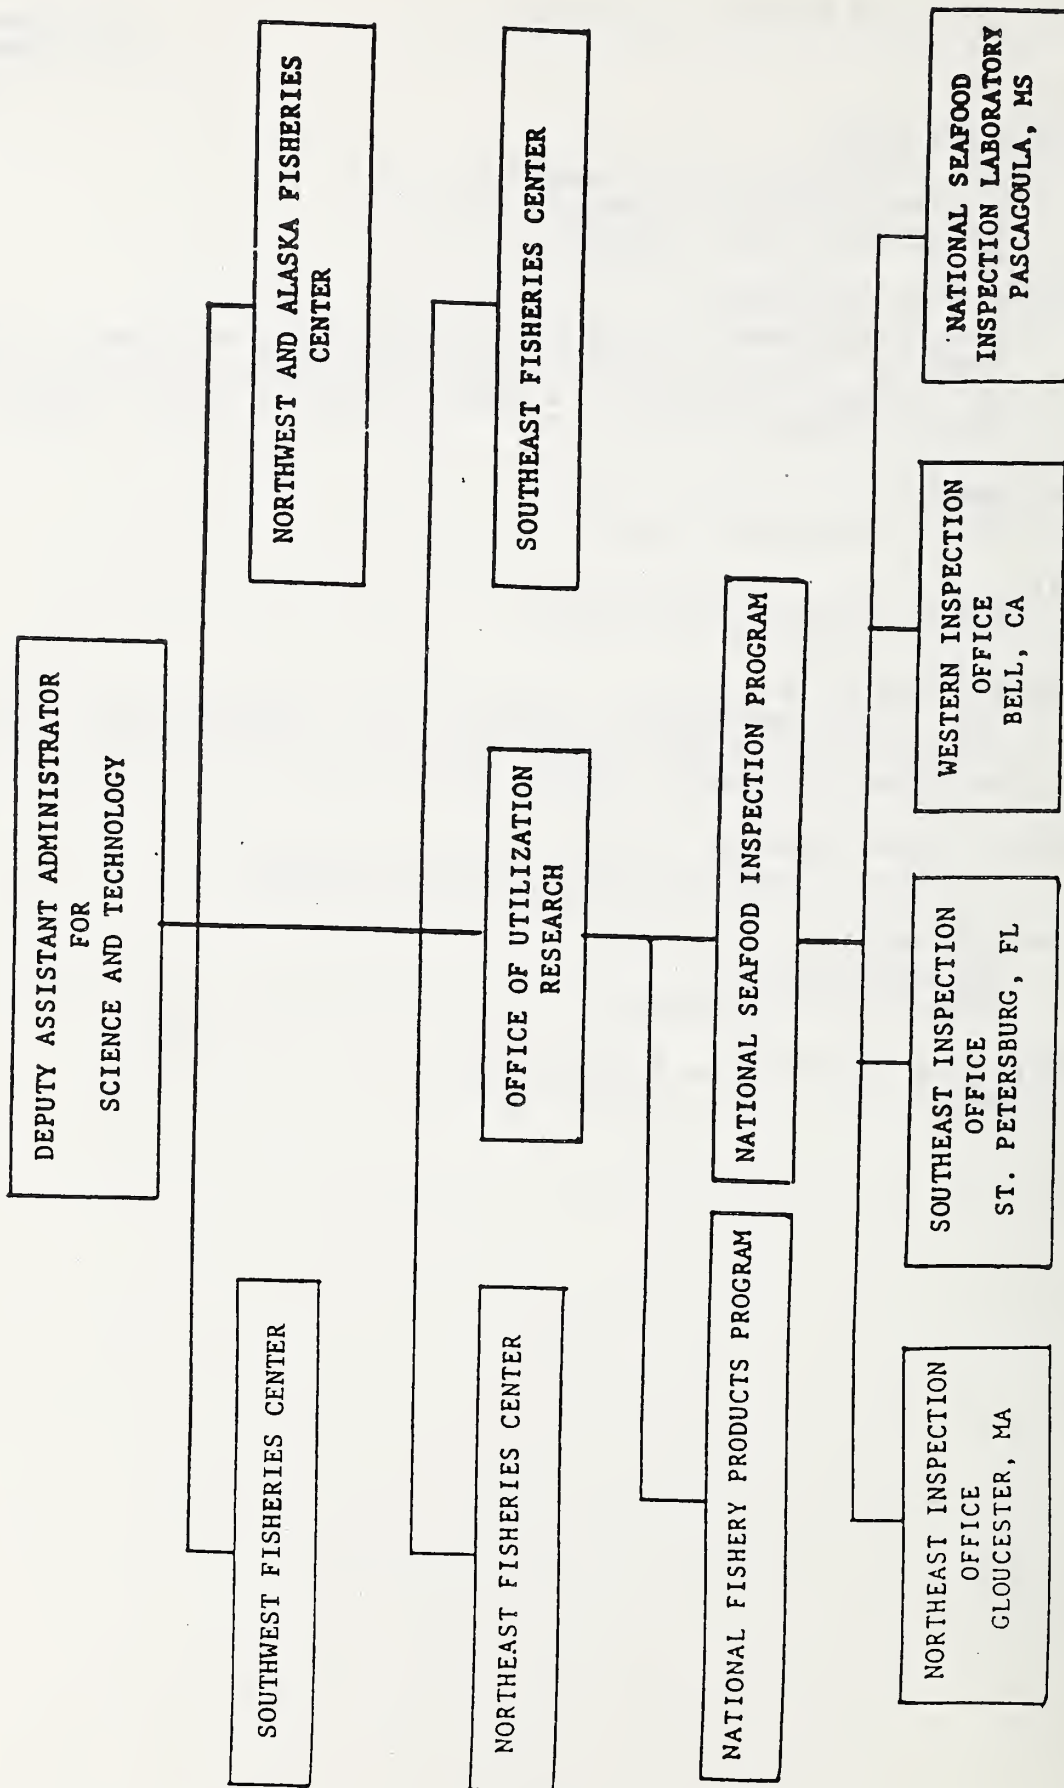 DEPUTY ASSISTANT ADMINISTRATOR
FOR
SCIENCE AND TECHNOLOGY
SOUTHWEST FISHERIES CENTER
NORTHWEST AND ALASKA FISHERIES
CENTER
NORTHEAST FISHERIES CENTER
OFFICE OF UTILIZATION
RESEARCH
SOUTHEAST FISHERIES CENTER
NATIONAL FISHERY PRODUCTS PROGRAM
NATIONAL SEAFOOD INSPECTION PROGRAM
NORTHEAST INSPECTION
OFFICE
GLOUCESTER, MA
SOUTHEAST INSPECTION
OFFICE
ST. PETERSBURG, FL
WESTERN INSPECTION
OFFICE
BELL, CA
NATIONAL SEAFOOD
INSPECTION LABORATORY
PASCAGOULA, MS